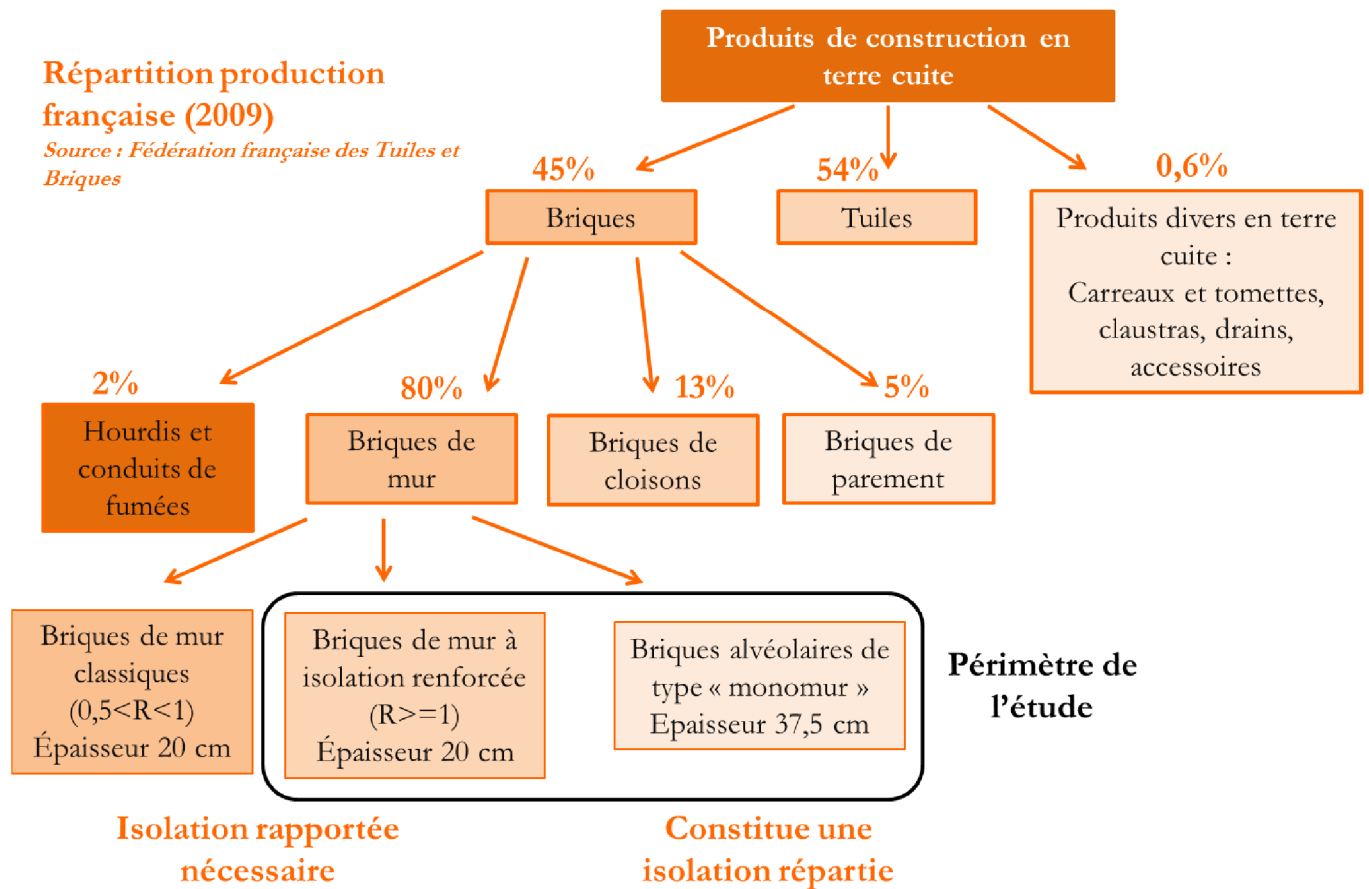 Produits de construction en
terre cuite
Répartition production
française (2009)
Source : Fédération française des Tuiles et
Briques
45%
54%
0,6%
Briques
Tuiles
Produits divers en terre
cuite :
Carreaux et tomettes,
claustras, drains,
accessoires
2%
80%
13%
5%
Hourdis et
conduits de
fumées
Briques de
mur
Briques de
cloisons
Briques de
parement
Briques de mur
classiques
(0,5<R<1)
Épaisseur 20 cm
Briques de mur à
isolation renforcée
(R>=1)
Épaisseur 20 cm
Briques alvéolaires de
type « monomur »
Epaisseur 37,5 cm
Périmètre de
l’étude
Isolation rapportée
nécessaire
Constitue une
isolation répartie